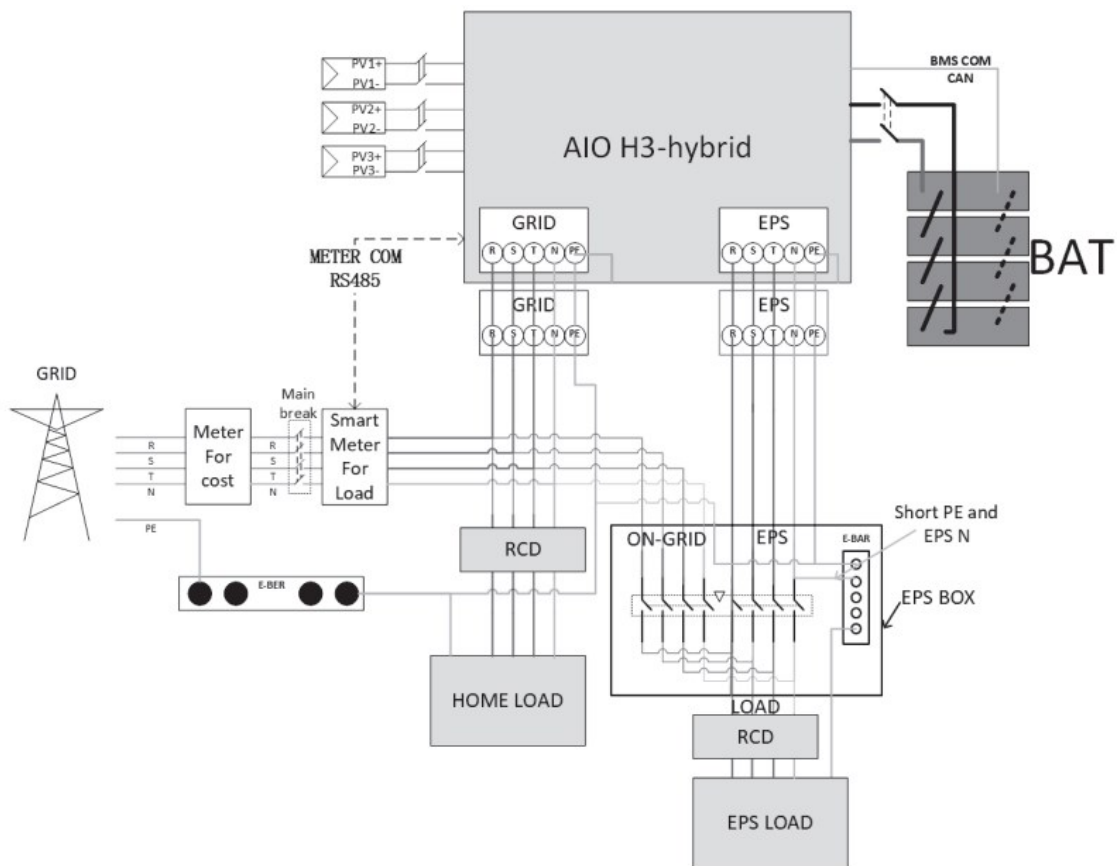 PV1+
PV1-
PV2+
PV2-
PV3+
PV3-
AIO H3-hybrid
BMS COM
CAN
BAT
GRID
R S T N PE
EPS
R S T N PE
METER COM
RS485
GRID
R S T N PE
EPS
R S T N PE
GRID
Meter
For
cost
Main
break
Smart
Meter
For
Load
R
S
T
N
R
S
T
N
PE
E-BER
RCD
HOME LOAD
ON-GRID
EPS
E-BAR
Short PE and
EPS N
EPS BOX
LOAD
RCD
EPS LOAD